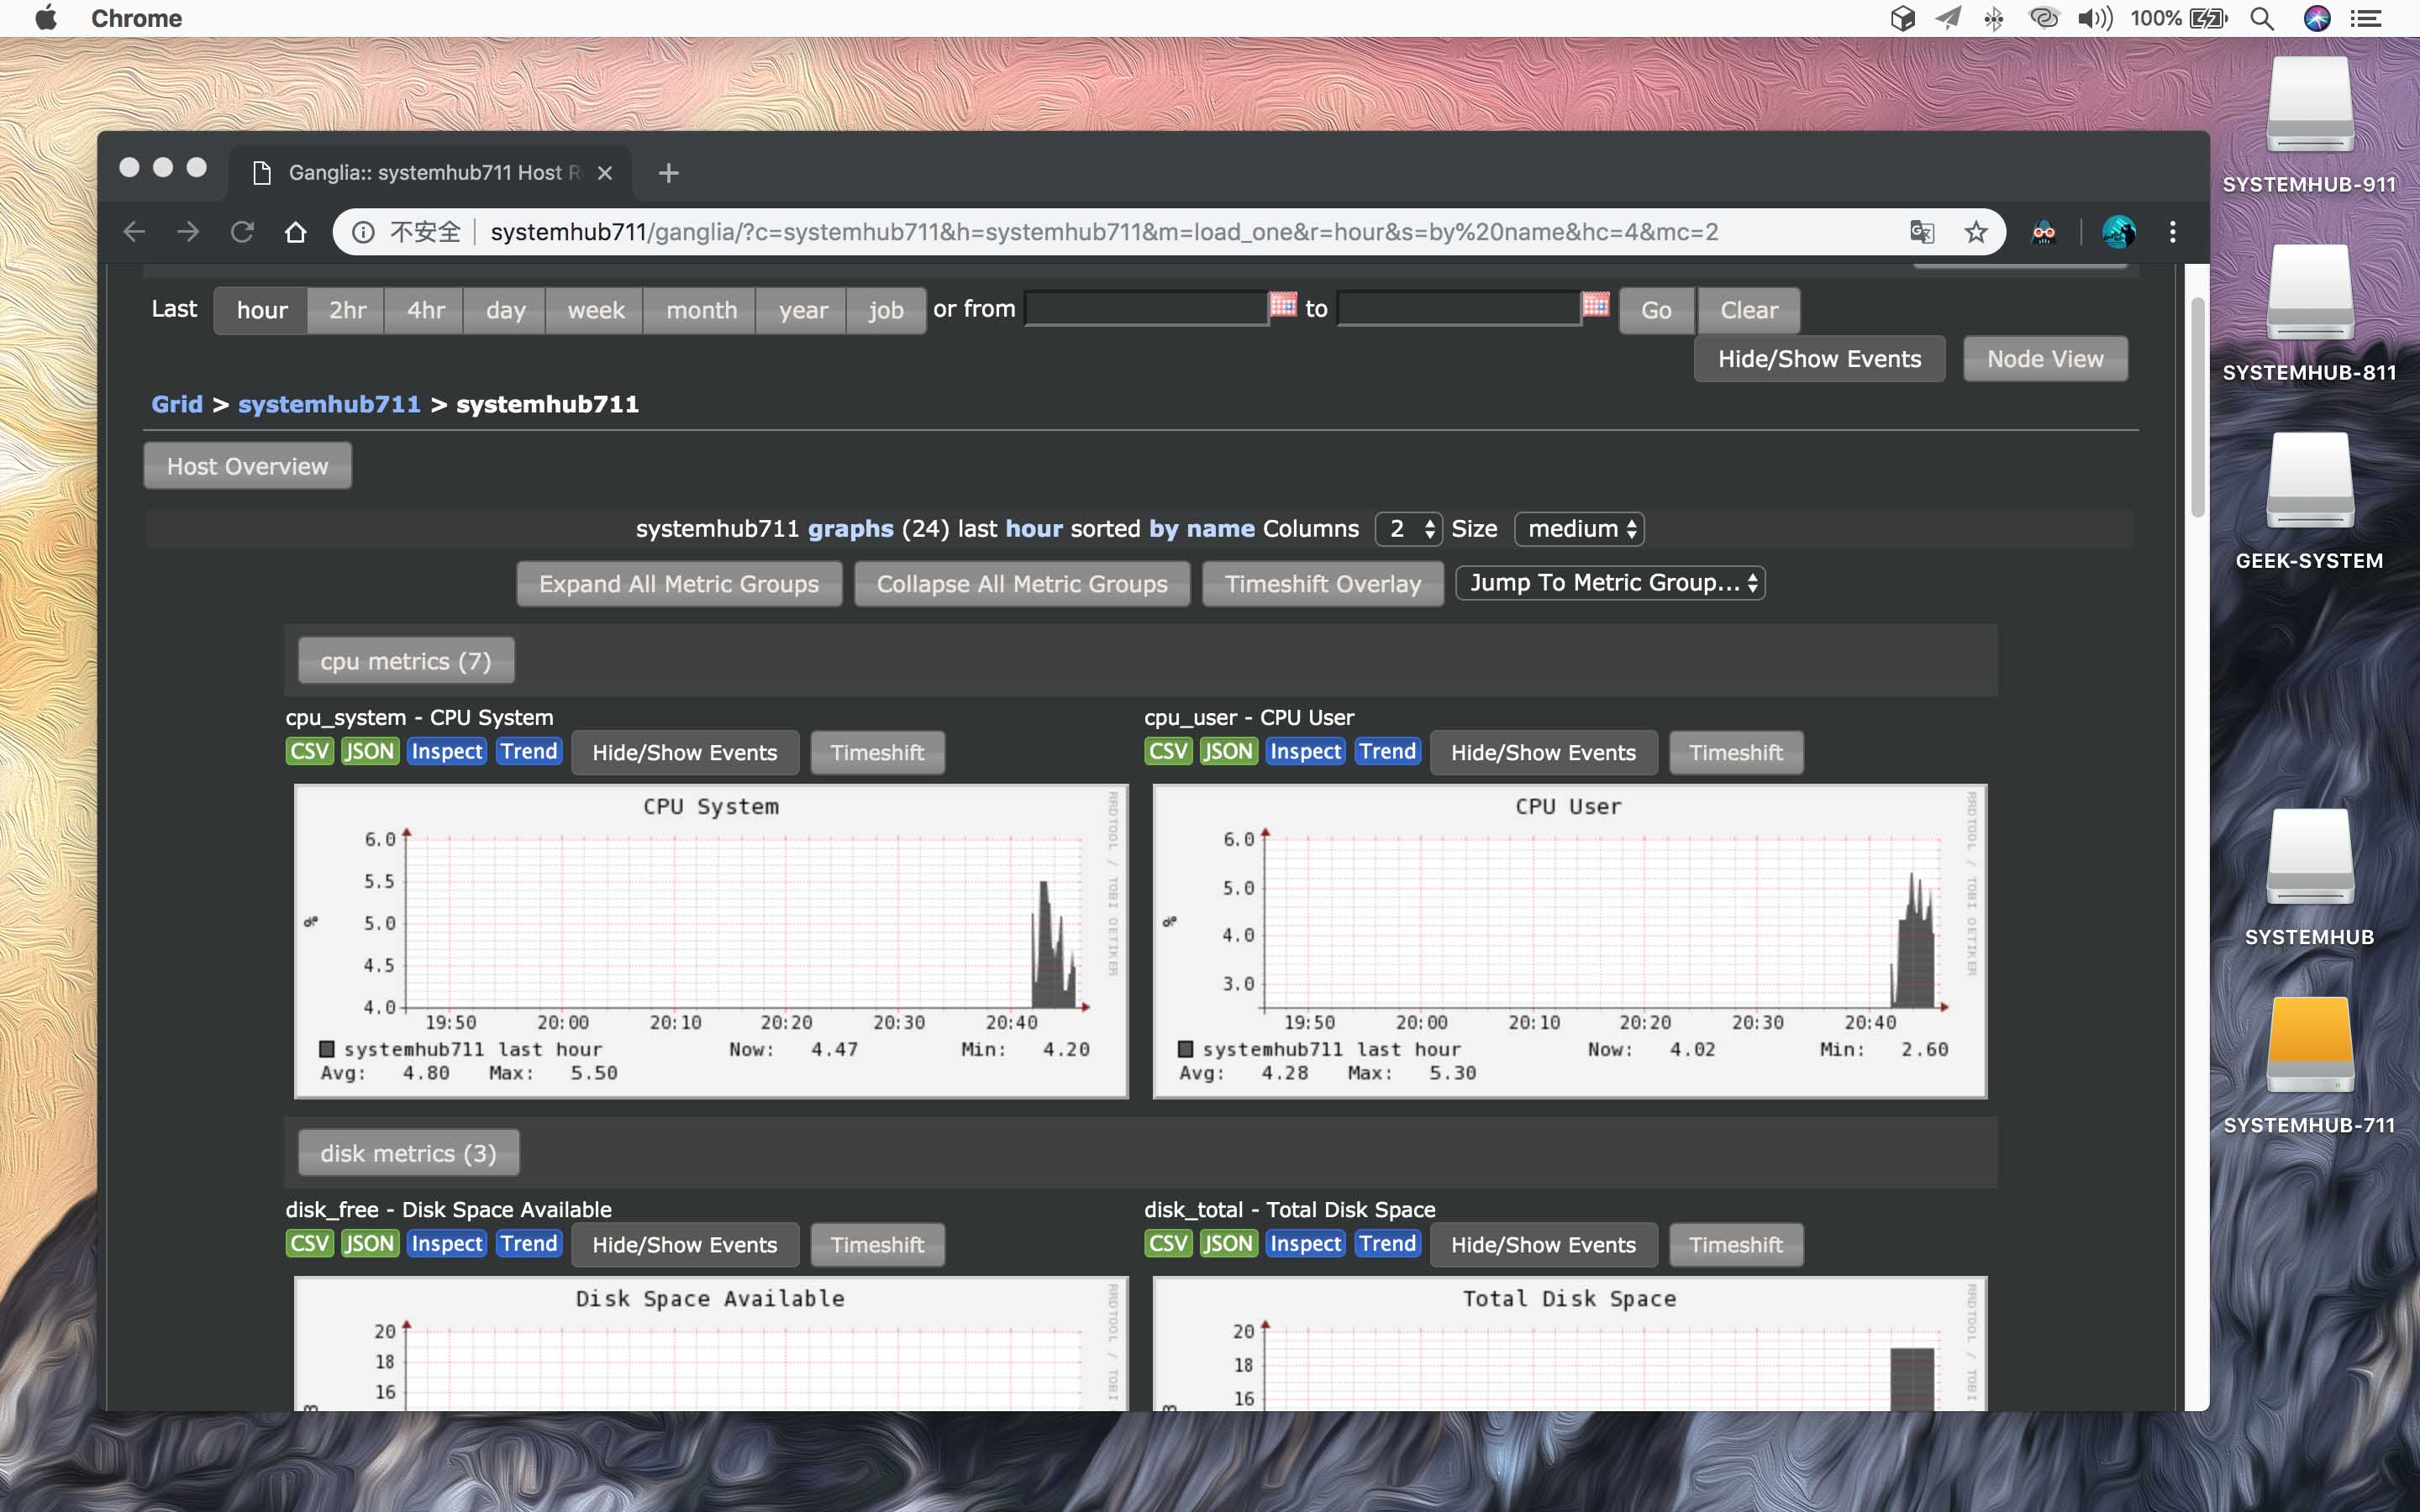 Chrome
100%
Ganglia:: systemhub711 Host R
不安全
systemhub711/ganglia/?c=systemhub711&h=systemhub711&m=load_one&r=hour&s=by%20name&hc=4&mc=2
Last hour 2hr 4hr day week month year job or from to Go Clear
Hide/Show Events Node View
Grid > systemhub711 > systemhub711
Host Overview
systemhub711 graphs (24) last hour sorted by name Columns 2 Size medium
Expand All Metric Groups Collapse All Metric Groups Timeshift Overlay Jump To Metric Group...
cpu metrics (7)
cpu_system - CPU System
CSV JSON Inspect Trend Hide/Show Events Timeshift
CPU System
6.0
5.5
5.0
4.5
4.0
%
19:50 20:00 20:10 20:20 20:30 20:40
systemhub711 last hour Now: 4.47 Min: 4.20
Avg: 4.80 Max: 5.50
RRDTOOL / TOBI OETIKER
cpu_user - CPU User
CSV JSON Inspect Trend Hide/Show Events Timeshift
CPU User
6.0
5.0
4.0
3.0
%
19:50 20:00 20:10 20:20 20:30 20:40
systemhub711 last hour Now: 4.02 Min: 2.60
Avg: 4.28 Max: 5.30
RRDTOOL / TOBI OETIKER
disk metrics (3)
disk_free - Disk Space Available
CSV JSON Inspect Trend Hide/Show Events Timeshift
Disk Space Available
20
18
16
RRDTOOL / TOBI
disk_total - Total Disk Space
CSV JSON Inspect Trend Hide/Show Events Timeshift
Total Disk Space
20
18
16
RRDTOOL / TOBI
SYSTEMHUB-911
SYSTEMHUB-811
GEEK-SYSTEM
SYSTEMHUB
SYSTEMHUB-711